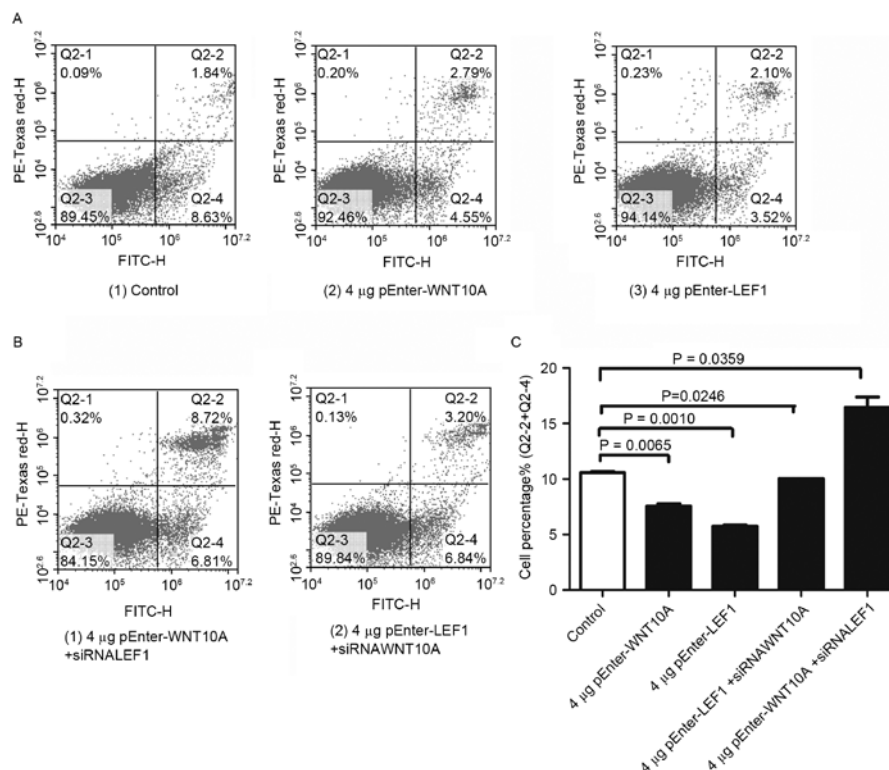 A
PE-Texas red-H
10^7.2
10^6
10^5
10^4
10^2.6
Q2-1
0.09%
Q2-2
1.84%
Q2-3
89.45%
Q2-4
8.63%
10^4 10^5 10^6 10^7.2
FITC-H
(1) Control
PE-Texas red-H
10^7.2
10^6
10^5
10^4
10^2.6
Q2-1
0.20%
Q2-2
2.79%
Q2-3
92.46%
Q2-4
4.55%
10^4 10^5 10^6 10^7.2
FITC-H
(2) 4 μg pEnter-WNT10A
PE-Texas red-H
10^7.2
10^6
10^5
10^4
10^2.6
Q2-1
0.23%
Q2-2
2.10%
Q2-3
94.14%
Q2-4
3.52%
10^4 10^5 10^6 10^7.2
FITC-H
(3) 4 μg pEnter-LEF1
B
PE-Texas red-H
10^7.2
10^6
10^5
10^4
10^2.6
Q2-1
0.32%
Q2-2
8.72%
Q2-3
84.15%
Q2-4
6.81%
10^4 10^5 10^6 10^7.2
FITC-H
(1) 4 μg pEnter-WNT10A
+siRNALEF1
PE-Texas red-H
10^7.2
10^6
10^5
10^4
10^2.6
Q2-1
0.13%
Q2-2
3.20%
Q2-3
89.84%
Q2-4
6.84%
10^4 10^5 10^6 10^7.2
FITC-H
(2) 4 μg pEnter-LEF1
+siRNAWNT10A
C
Cell percentage% (Q2-2+Q2-4)
20
15
10
5
0
P = 0.0359
P=0.0246
P = 0.0010
P = 0.0065
Control
4 μg pEnter-WNT10A
4 μg pEnter-LEF1
4 μg pEnter-LEF1 +siRNAWNT10A
4 μg pEnter-WNT10A +siRNALEF1